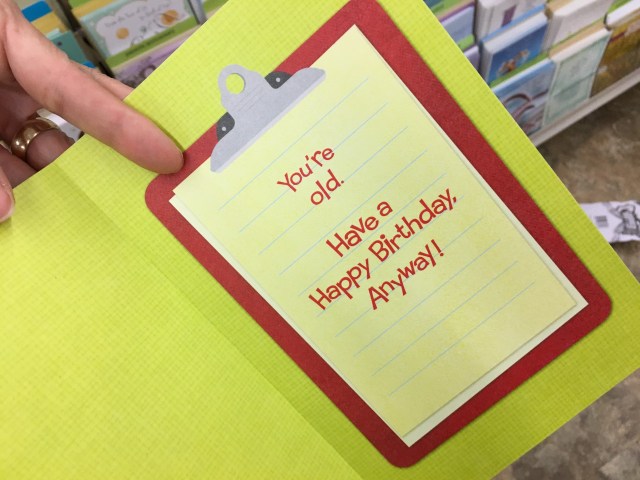 You're
old.
Have a
Happy Birthday,
Anyway!